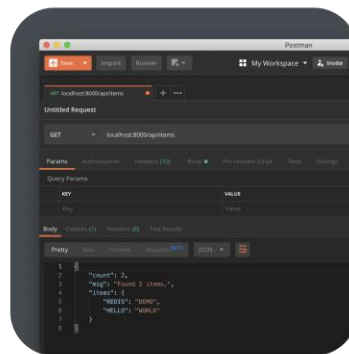 Postman
New Import Runner My Workspace Invite
GET localhost:8000/api/items
Untitled Request
GET localhost:8000/api/items
Params Authorization Headers (10) Body Pre-request Script Tests Settings
Query Params
KEY VALUE
Key Value
Body Cookies (1) Headers (8) Test Results
Pretty Raw Preview Visualize BETA JSON
1 {
2 "count": 2,
3 "msg": "Found 2 items.",
4 "items": {
5 "REDIS": "DEMO",
6 "HELLO": "WORLD"
7 }
8 }